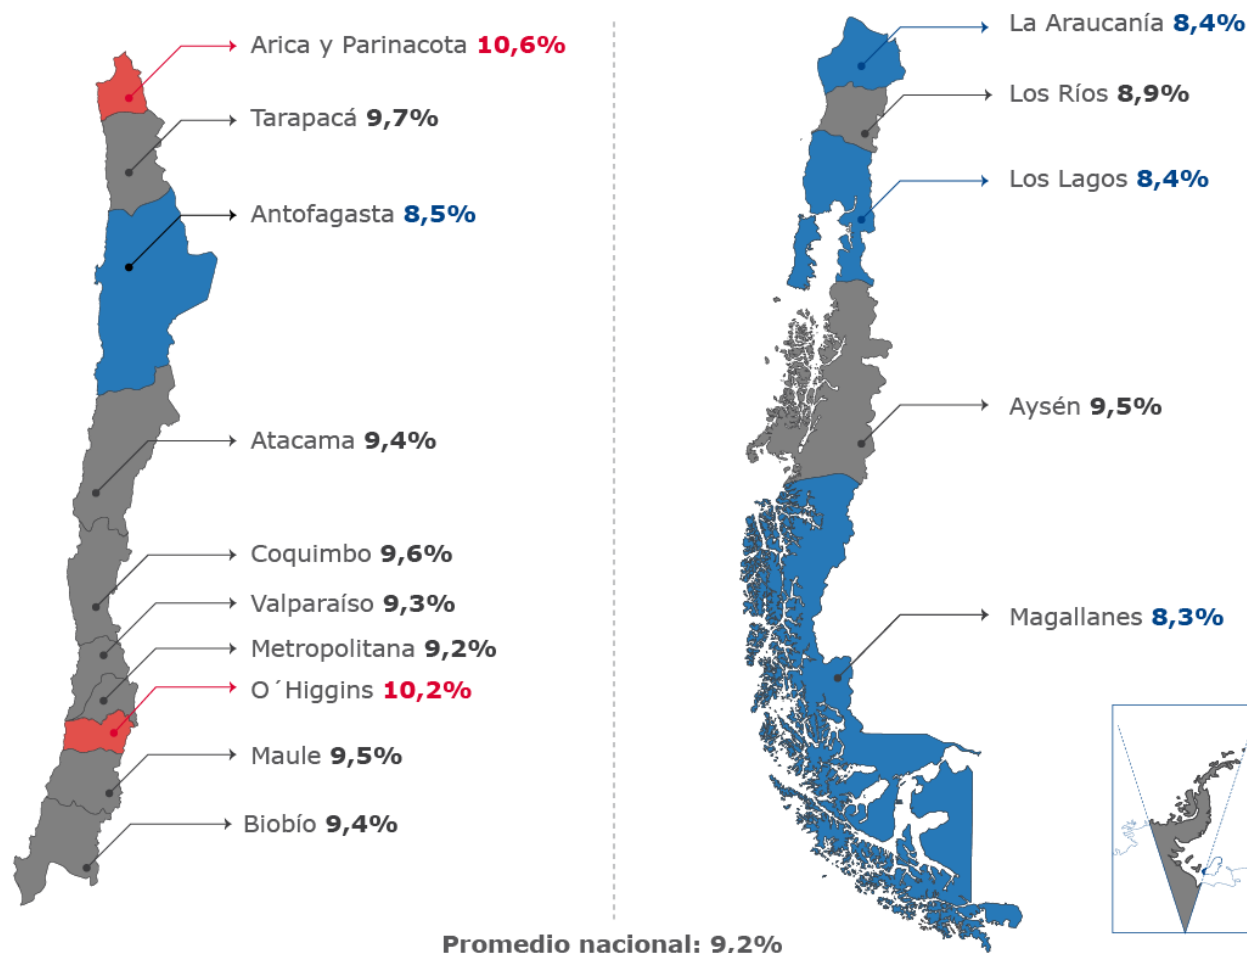 Arica y Parinacota 10,6%
Tarapacá 9,7%
Antofagasta 8,5%
Atacama 9,4%
Coquimbo 9,6%
Valparaíso 9,3%
Metropolitana 9,2%
O´Higgins 10,2%
Maule 9,5%
Biobío 9,4%
La Araucanía 8,4%
Los Ríos 8,9%
Los Lagos 8,4%
Aysén 9,5%
Magallanes 8,3%
Promedio nacional: 9,2%